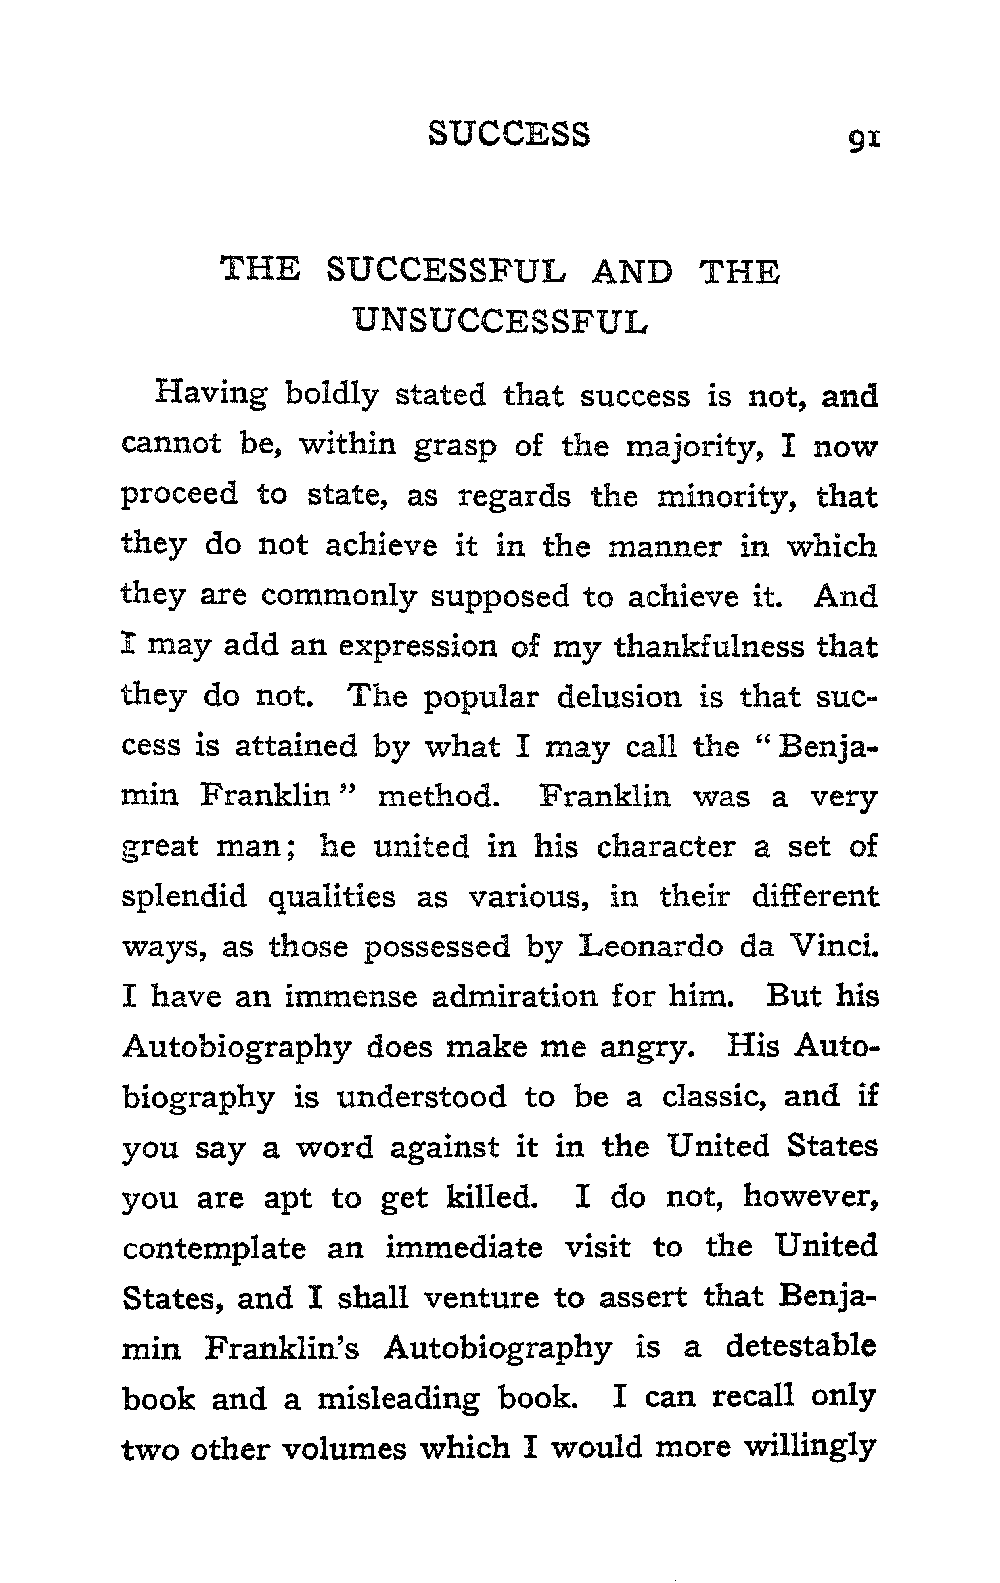 SUCCESS 91
THE SUCCESSFUL AND THE
UNSUCCESSFUL
Having boldly stated that success is not, and
cannot be, within grasp of the majority, I now
proceed to state, as regards the minority, that
they do not achieve it in the manner in which
they are commonly supposed to achieve it. And
I may add an expression of my thankfulness that
they do not. The popular delusion is that suc-
cess is attained by what I may call the “Benja-
min Franklin” method. Franklin was a very
great man; he united in his character a set of
splendid qualities as various, in their different
ways, as those possessed by Leonardo da Vinci.
I have an immense admiration for him. But his
Autobiography does make me angry. His Auto-
biography is understood to be a classic, and if
you say a word against it in the United States
you are apt to get killed. I do not, however,
contemplate an immediate visit to the United
States, and I shall venture to assert that Benja-
min Franklin’s Autobiography is a detestable
book and a misleading book. I can recall only
two other volumes which I would more willingly